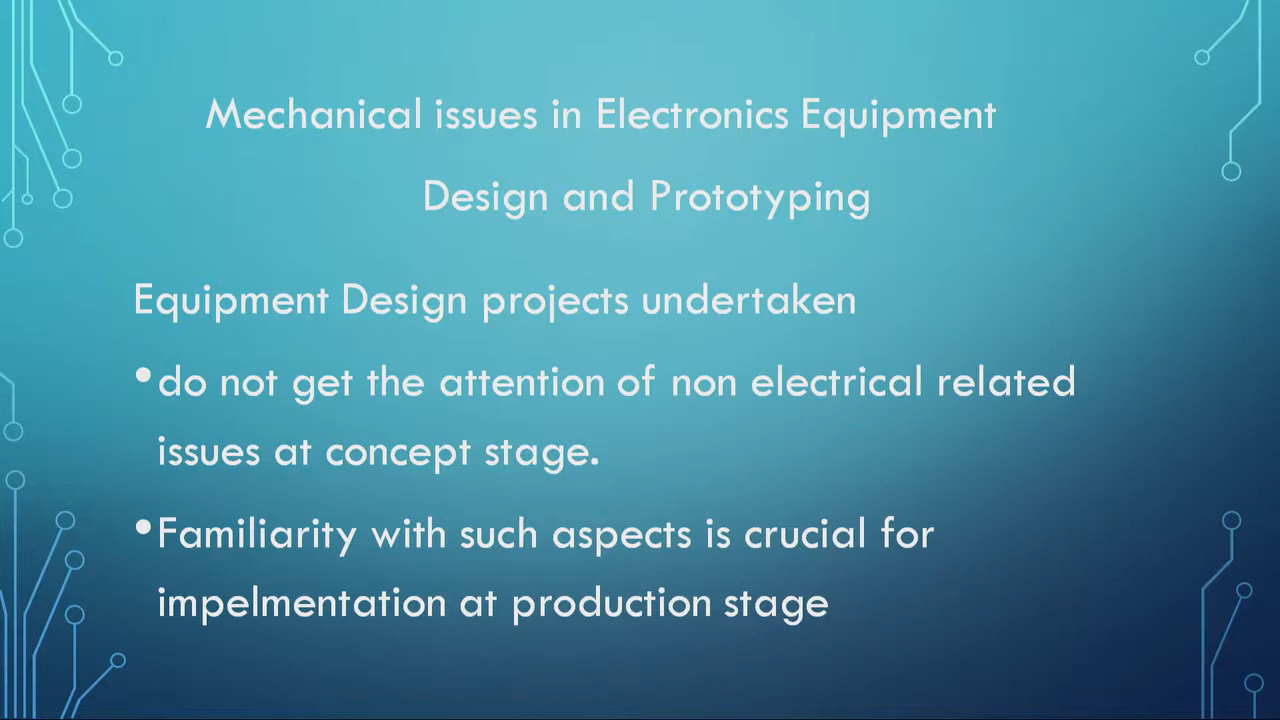 Mechanical issues in Electronics Equipment
Design and Prototyping
Equipment Design projects undertaken
•do not get the attention of non electrical related
issues at concept stage.
•Familiarity with such aspects is crucial for
impelmentation at production stage